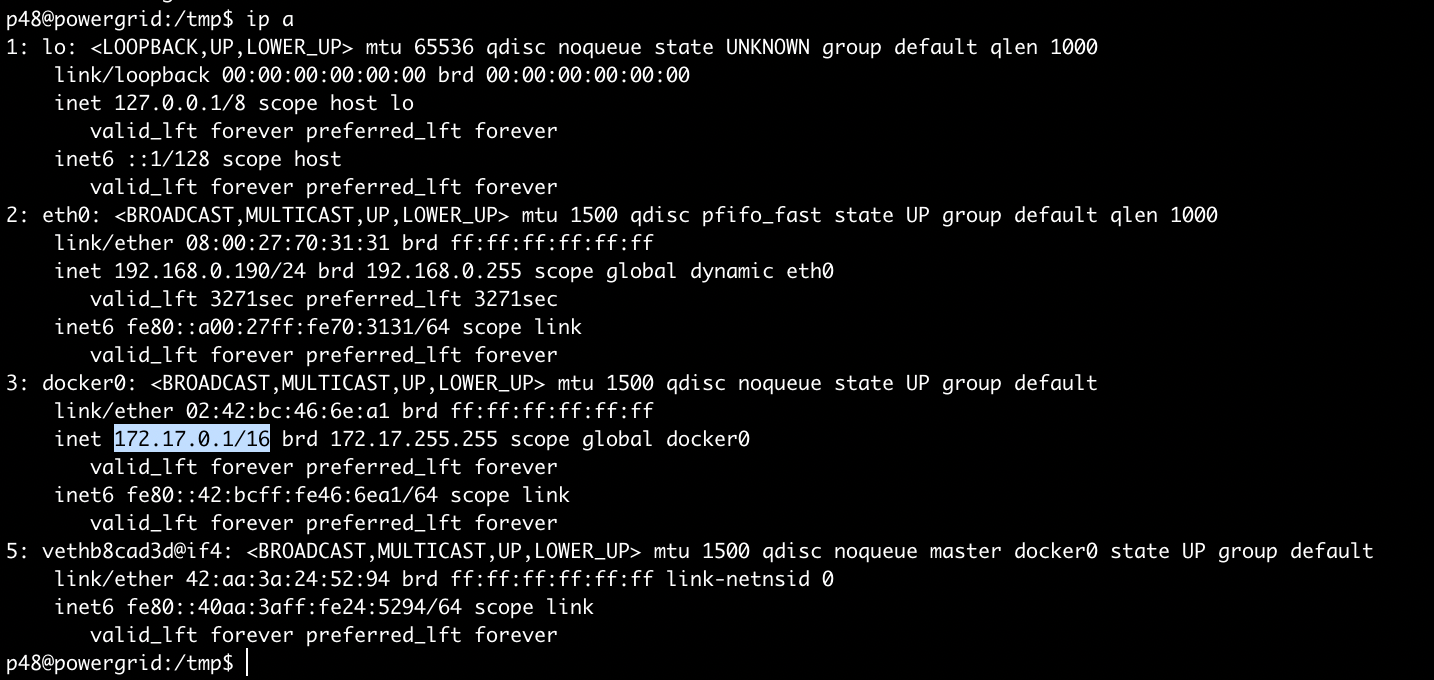 p48@powergrid:/tmp$ ip a
1: lo: <LOOPBACK,UP,LOWER_UP> mtu 65536 qdisc noqueue state UNKNOWN group default qlen 1000
    link/loopback 00:00:00:00:00:00 brd 00:00:00:00:00:00
    inet 127.0.0.1/8 scope host lo
       valid_lft forever preferred_lft forever
    inet6 ::1/128 scope host
       valid_lft forever preferred_lft forever
2: eth0: <BROADCAST,MULTICAST,UP,LOWER_UP> mtu 1500 qdisc pfifo_fast state UP group default qlen 1000
    link/ether 08:00:27:70:31:31 brd ff:ff:ff:ff:ff:ff
    inet 192.168.0.190/24 brd 192.168.0.255 scope global dynamic eth0
       valid_lft 3271sec preferred_lft 3271sec
    inet6 fe80::a00:27ff:fe70:3131/64 scope link
       valid_lft forever preferred_lft forever
3: docker0: <BROADCAST,MULTICAST,UP,LOWER_UP> mtu 1500 qdisc noqueue state UP group default
    link/ether 02:42:bc:46:6e:a1 brd ff:ff:ff:ff:ff:ff
    inet 172.17.0.1/16 brd 172.17.255.255 scope global docker0
       valid_lft forever preferred_lft forever
    inet6 fe80::42:bcff:fe46:6ea1/64 scope link
       valid_lft forever preferred_lft forever
5: vethb8cad3d@if4: <BROADCAST,MULTICAST,UP,LOWER_UP> mtu 1500 qdisc noqueue master docker0 state UP group default
    link/ether 42:aa:3a:24:52:94 brd ff:ff:ff:ff:ff:ff link-netnsid 0
    inet6 fe80::40aa:3aff:fe24:5294/64 scope link
       valid_lft forever preferred_lft forever
p48@powergrid:/tmp$